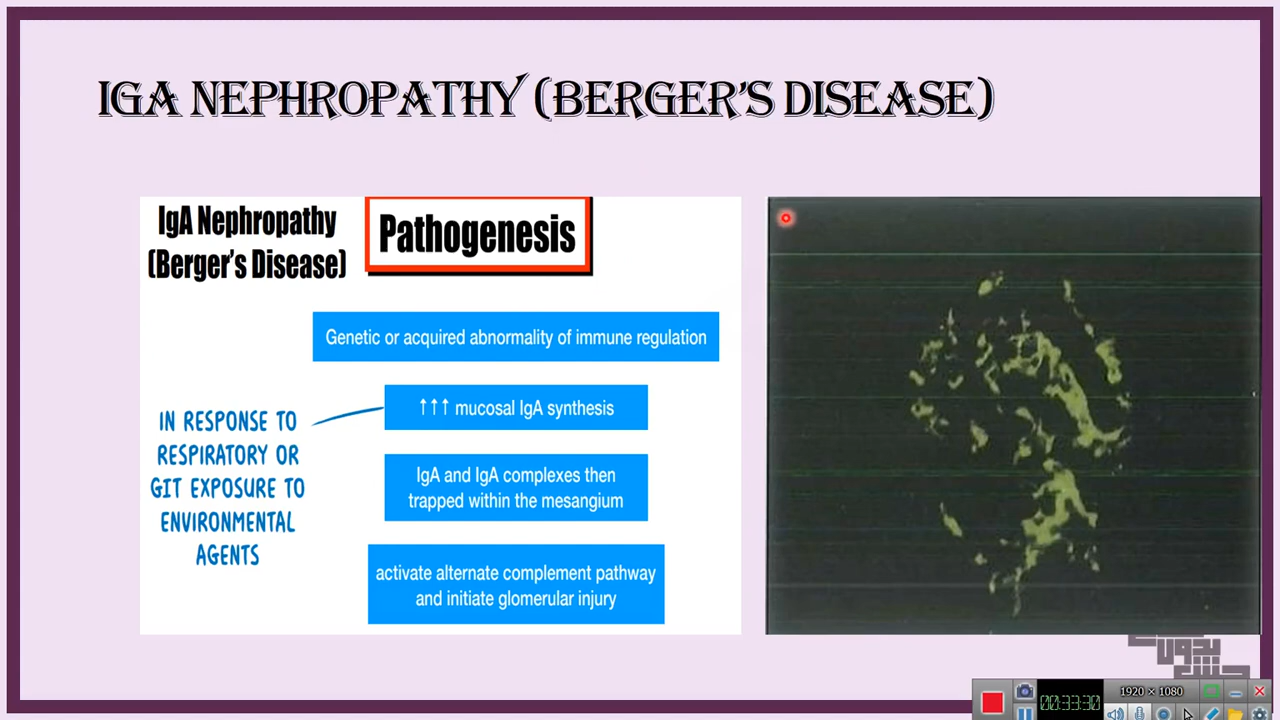 IGA NEPHROPATHY (BERGER'S DISEASE)
IgA Nephropathy
(Berger's Disease)
Pathogenesis
Genetic or acquired abnormality of immune regulation
↑↑↑ mucosal IgA synthesis
IN RESPONSE TO
RESPIRATORY OR
GIT EXPOSURE TO
ENVIRONMENTAL
AGENTS
IgA and IgA complexes then
trapped within the mesangium
activate alternate complement pathway
and initiate glomerular injury
00:33:30
1920 × 1080